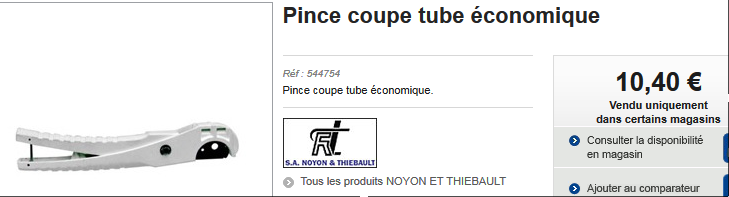 Pince coupe tube économique
Réf : 544754
Pince coupe tube économique.
S.A. NOYON & THIEBAULT
Tous les produits NOYON ET THIEBAULT
10,40 €
Vendu uniquement
dans certains magasins
Consulter la disponibilité
en magasin
Ajouter au comparateur